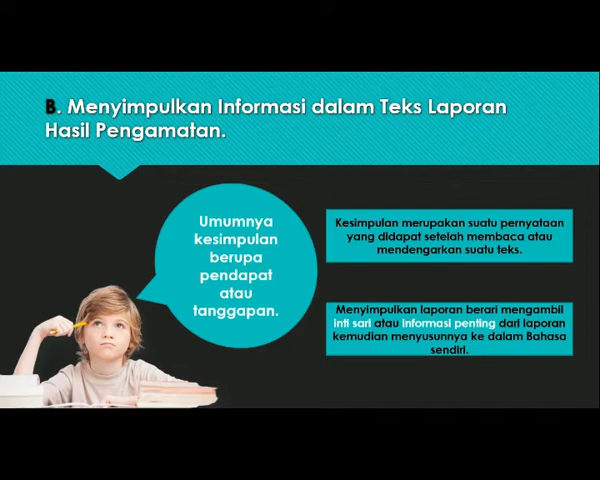 B. Menyimpulkan Informasi dalam Teks Laporan
Hasil Pengamatan.
Umumnya
kesimpulan
berupa
pendapat
atau
tanggapan.
Kesimpulan merupakan suatu pernyataan
yang didapat setelah membaca atau
mendengarkan suatu teks.
Menyimpulkan laporan berari mengambil
inti sari atau informasi penting dari laporan
kemudian menyusunnya ke dalam Bahasa
sendiri.